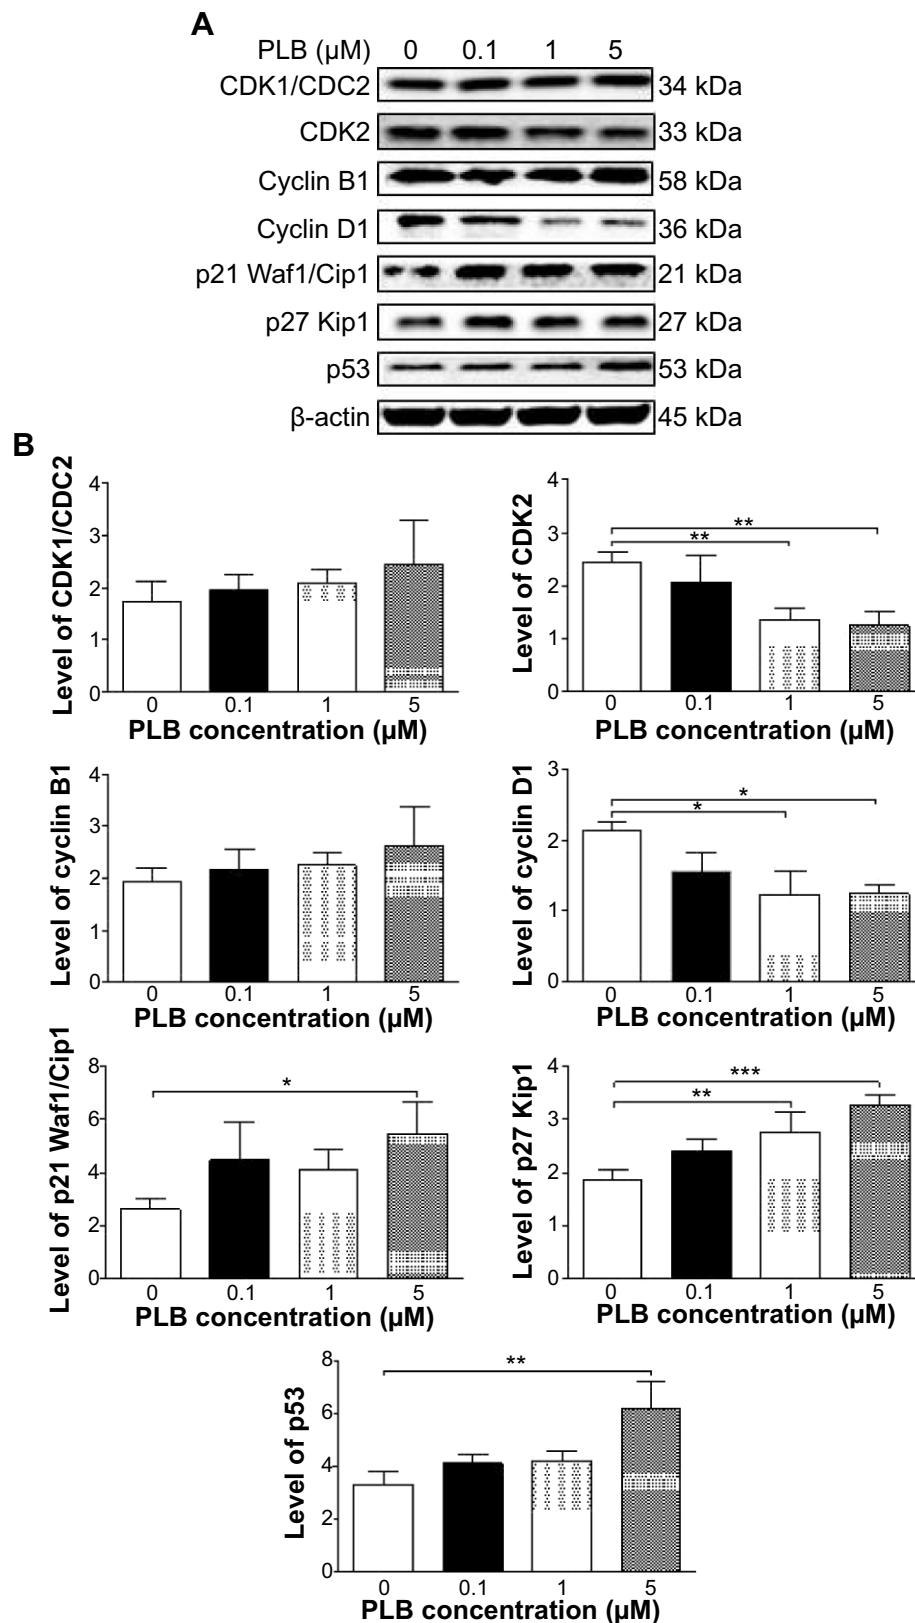 A
PLB (µM) 0 0.1 1 5
CDK1/CDC2 34 kDa
CDK2 33 kDa
Cyclin B1 58 kDa
Cyclin D1 36 kDa
p21 Waf1/Cip1 21 kDa
p27 Kip1 27 kDa
p53 53 kDa
β-actin 45 kDa
B
Level of CDK1/CDC2
4
3
2
1
0
0 0.1 1 5
PLB concentration (µM)
Level of CDK2
4
3
2
1
0
**
**
0 0.1 1 5
PLB concentration (µM)
Level of cyclin B1
4
3
2
1
0
0 0.1 1 5
PLB concentration (µM)
Level of cyclin D1
3
2
1
0
*
*
0 0.1 1 5
PLB concentration (µM)
Level of p21 Waf1/Cip1
8
6
4
2
0
*
0 0.1 1 5
PLB concentration (µM)
Level of p27 Kip1
4
3
2
1
0
***
**
0 0.1 1 5
PLB concentration (µM)
Level of p53
8
6
4
2
0
**
0 0.1 1 5
PLB concentration (µM)